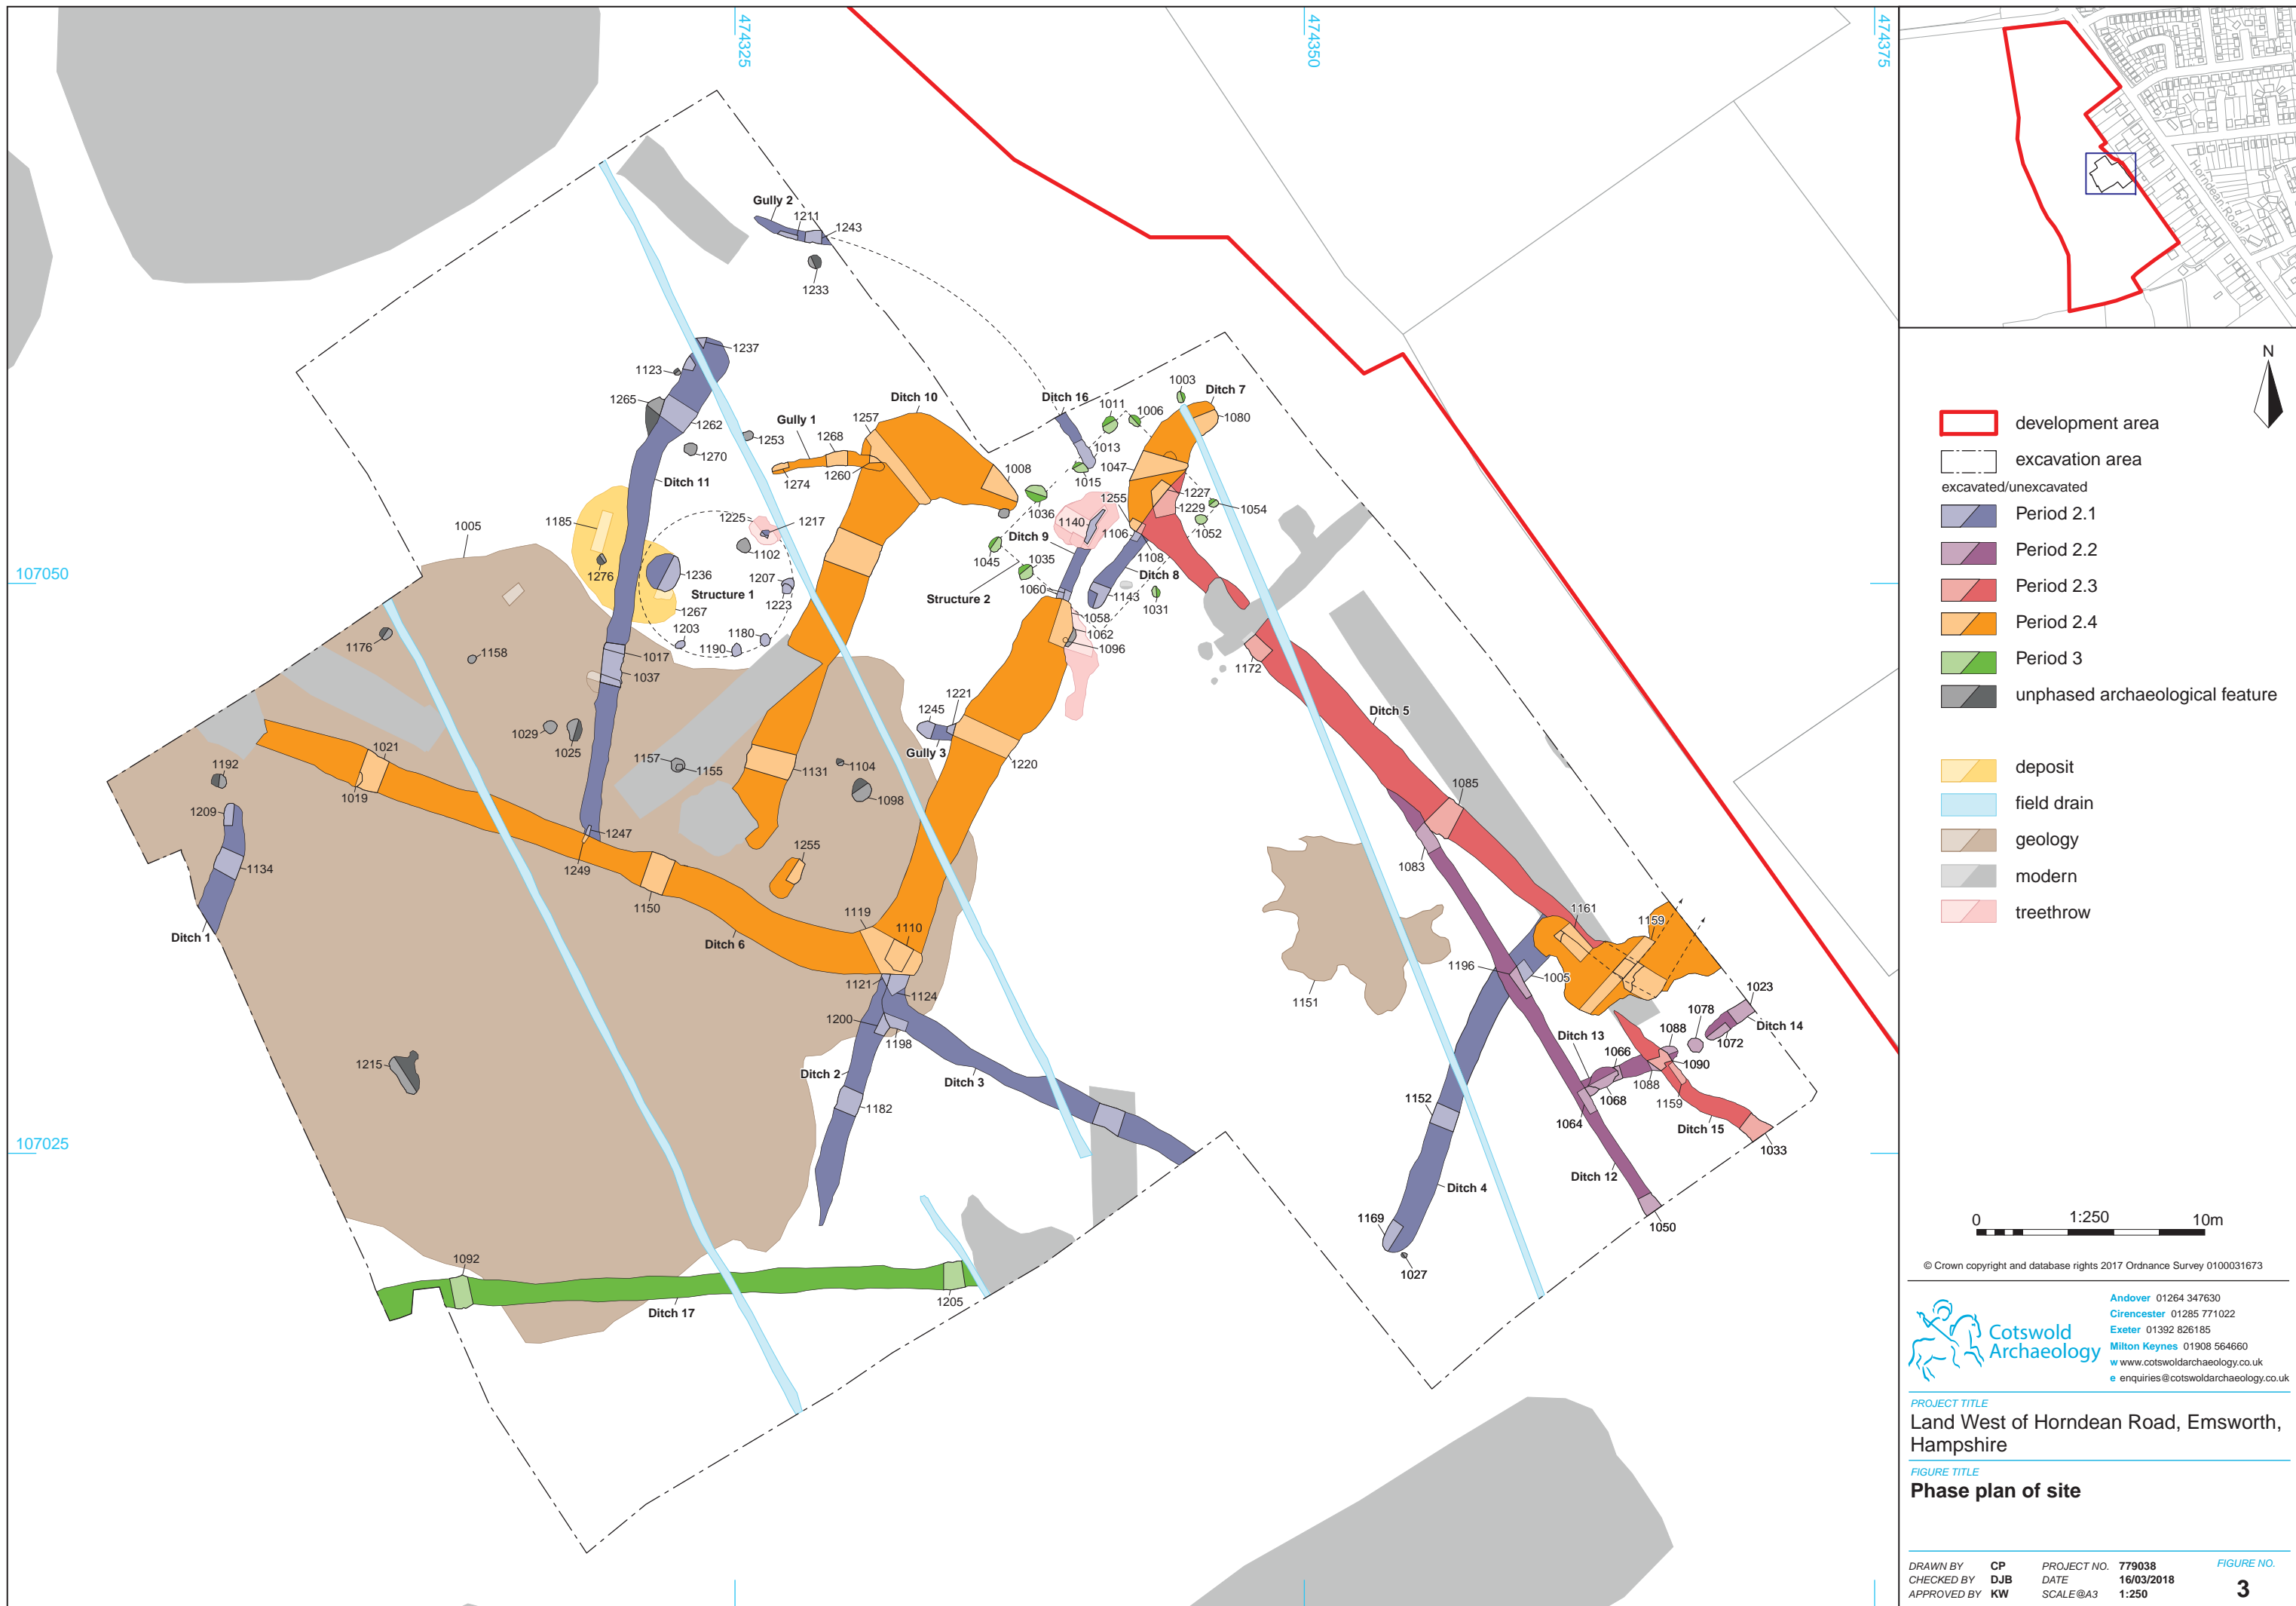 474325
474350
474375
Gully 2
1211
1243
1233
1237
1123
1265
1262
1253
1270
Ditch 11
Gully 1
1268
1257
Ditch 10
1260
1274
1008
Ditch 16
1011
1006
1003
Ditch 7
1080
1013
1015
1047
1036
1255
1227
1229
1054
1052
1140
1106
1108
Ditch 9
Ditch 8
1045
1035
1143
1031
Structure 2
1060
1058
1062
1096
1005
1185
1276
1225
1217
1102
1236
1207
1223
Structure 1
1267
1203
1180
1190
107050
1176
1158
1017
1037
1029
1025
1157
1155
1131
1104
1098
1245
1221
Gully 3
1220
1172
Ditch 5
1085
1083
1021
1019
1192
1209
1134
Ditch 1
1247
1249
1150
1255
Ditch 6
1119
1110
1121
1124
1200
1198
1215
Ditch 2
Ditch 3
1182
1151
1161
1159
1196
1005
1023
1078
Ditch 14
1072
Ditch 13
1088
1066
1090
1088
1068
1159
1064
Ditch 15
1033
1152
Ditch 12
1050
Ditch 4
1169
1027
107025
1092
1205
Ditch 17
Horndean Road
N
development area
excavation area
excavated/unexcavated
Period 2.1
Period 2.2
Period 2.3
Period 2.4
Period 3
unphased archaeological feature
deposit
field drain
geology
modern
treethrow
0 1:250 10m
© Crown copyright and database rights 2017 Ordnance Survey 0100031673
Cotswold
Archaeology
Andover 01264 347630
Cirencester 01285 771022
Exeter 01392 826185
Milton Keynes 01908 564660
w www.cotswoldarchaeology.co.uk
e enquiries@cotswoldarchaeology.co.uk
PROJECT TITLE
Land West of Horndean Road, Emsworth,
Hampshire
FIGURE TITLE
Phase plan of site
DRAWN BY CP PROJECT NO. 779038 FIGURE NO.
CHECKED BY DJB DATE 16/03/2018
APPROVED BY KW SCALE@A3 1:250 3